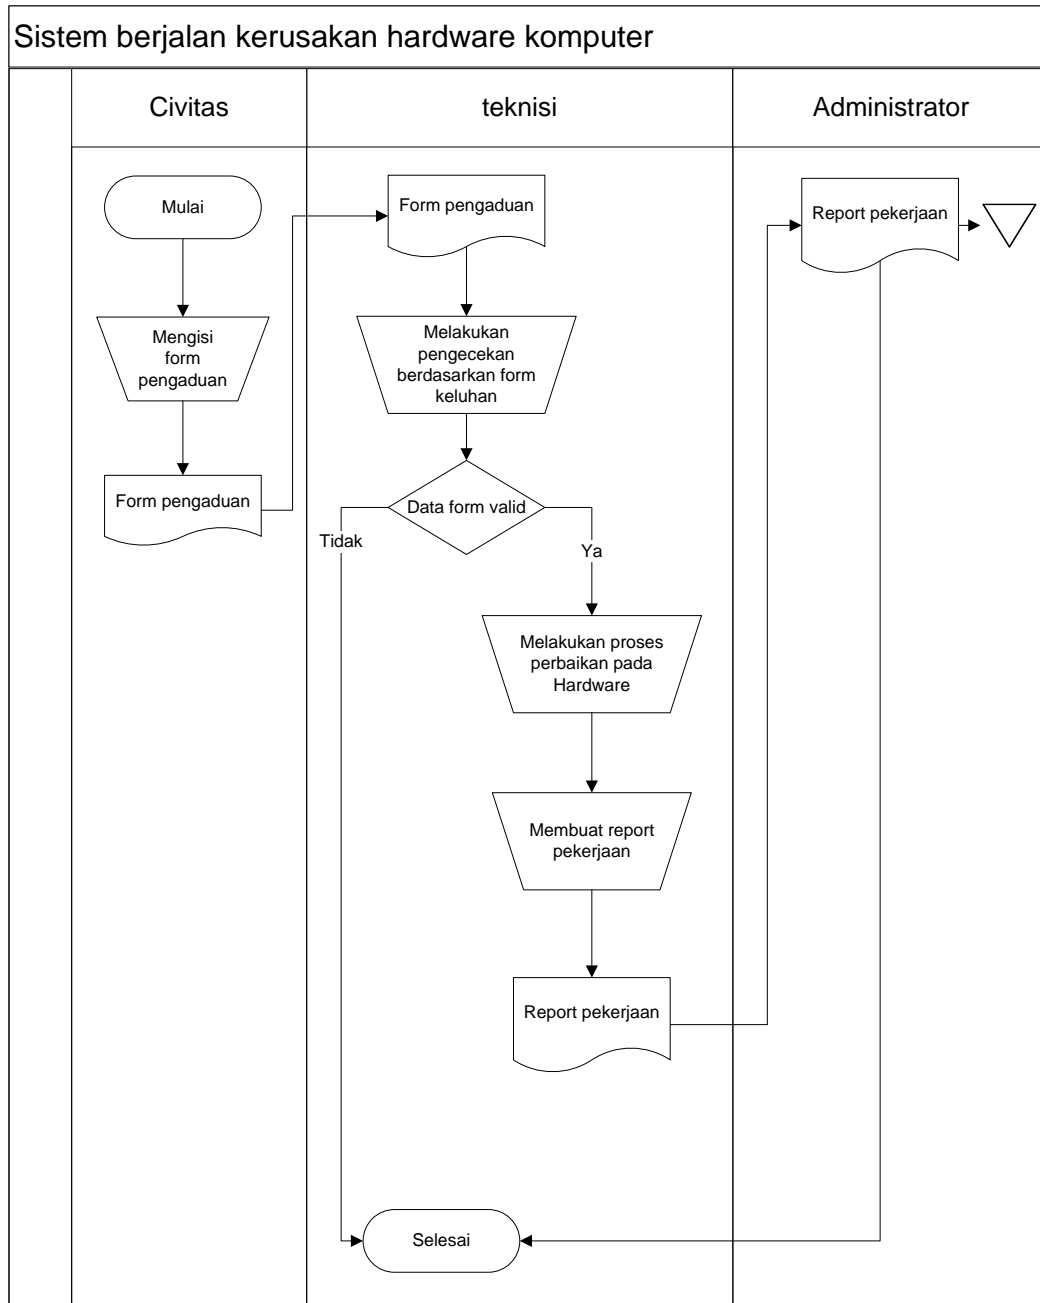 Sistem berjalan kerusakan hardware komputer
Civitas
teknisi
Administrator
Mulai
Mengisi
form
pengaduan
Form pengaduan
Form pengaduan
Melakukan
pengecekan
berdasarkan form
keluhan
Data form valid
Tidak
Ya
Melakukan proses
perbaikan pada
Hardware
Membuat report
pekerjaan
Report pekerjaan
Selesai
Report pekerjaan